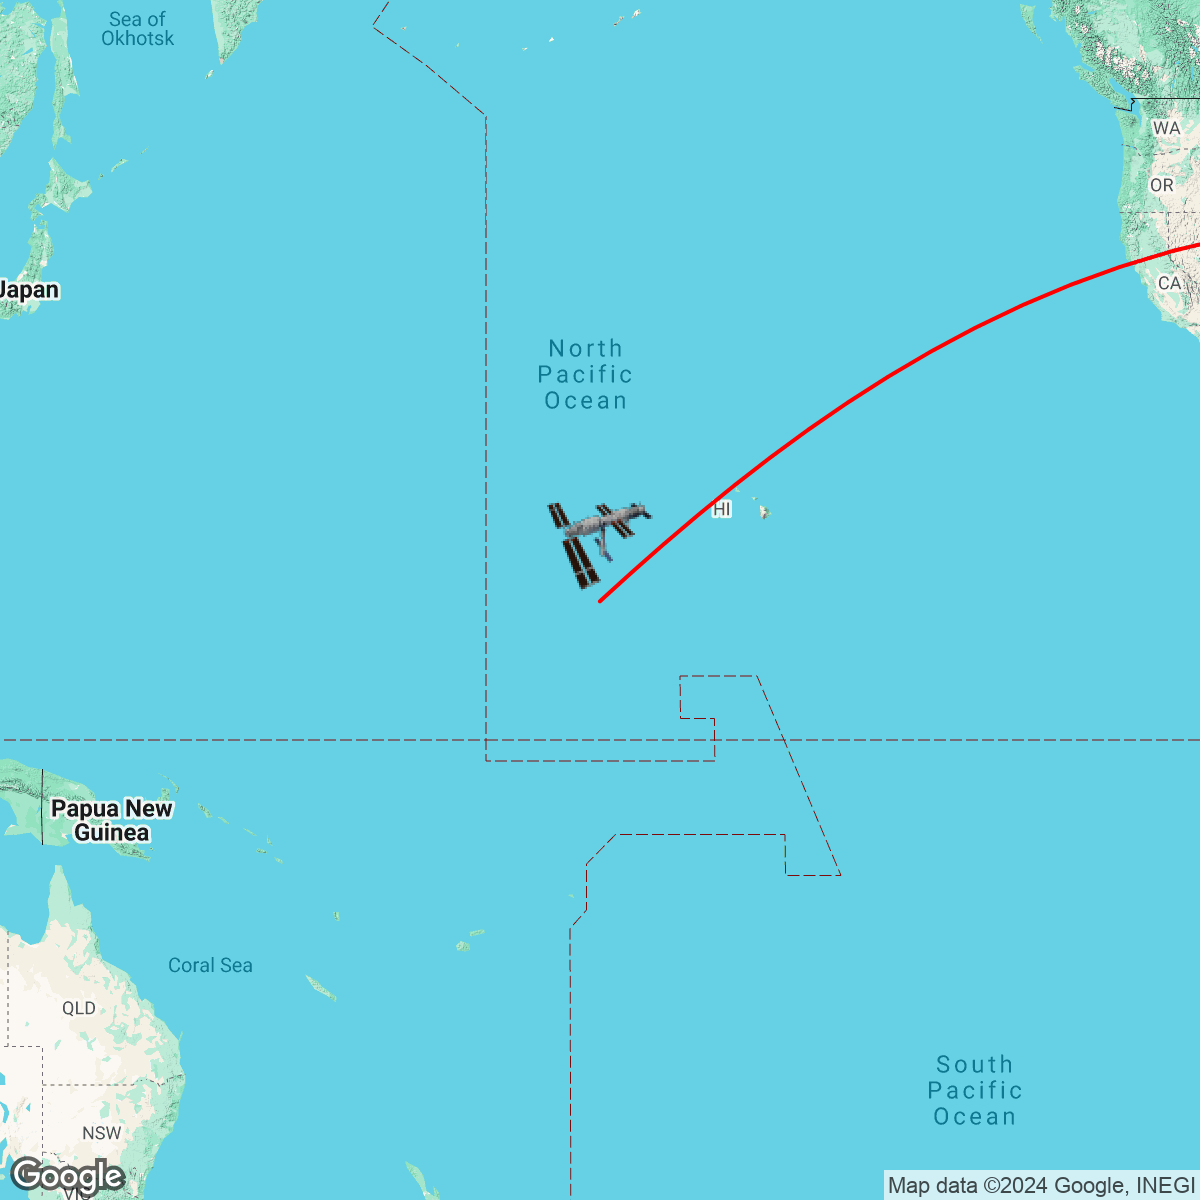 Sea of
Okhotsk
WA
OR
CA
Japan
North
Pacific
Ocean
HI
Papua New
Guinea
Coral Sea
QLD
South
Pacific
Ocean
NSW
VIC
Google
Map data ©2024 Google, INEGI